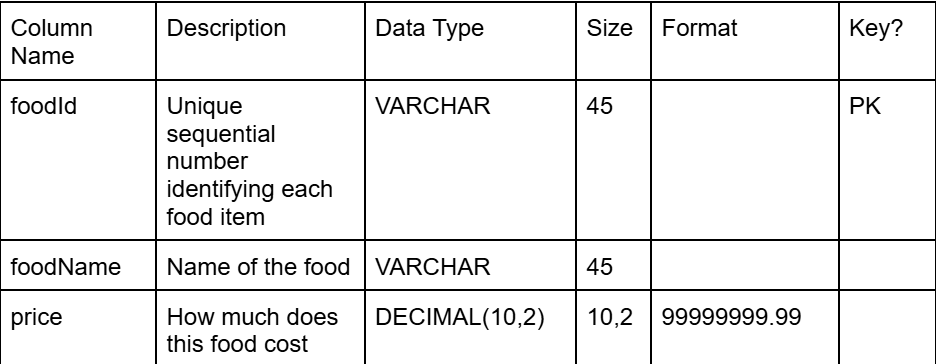 Column Name Description Data Type Size Format Key?
foodId Unique sequential number identifying each food item VARCHAR 45 PK
foodName Name of the food VARCHAR 45
price How much does this food cost DECIMAL(10,2) 10,2 99999999.99